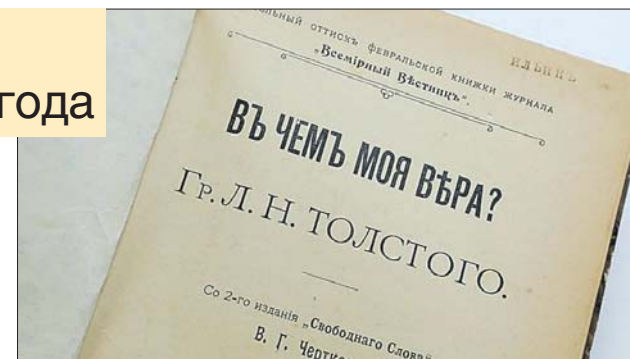 года
ОТТИСКЪ ФЕВРАЛЬСКОЙ КНИЖКИ ЖУРНАЛА
„Всемірный Вѣстникъ“.
ВЪ ЧЕМЪ МОЯ ВѢРА?
ГР. Л. Н. ТОЛСТОГО.
Со 2-го изданія „Свободнаго Слова“
В. Г.